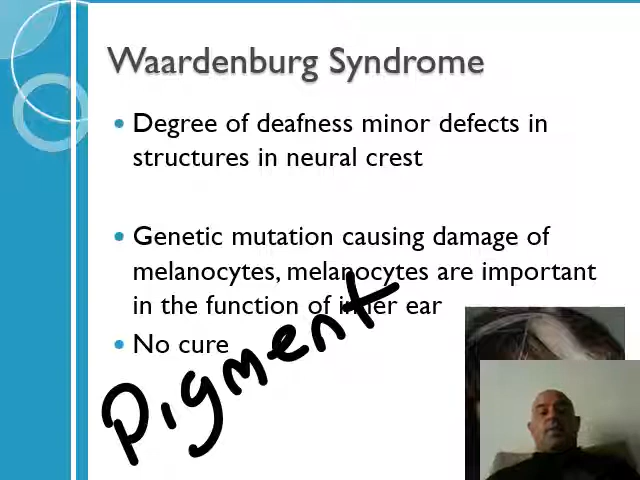 Waardenburg Syndrome
Degree of deafness minor defects in
structures in neural crest
Genetic mutation causing damage of
melanocytes, melanocytes are important
in the function of inner ear
No cure
Pigment